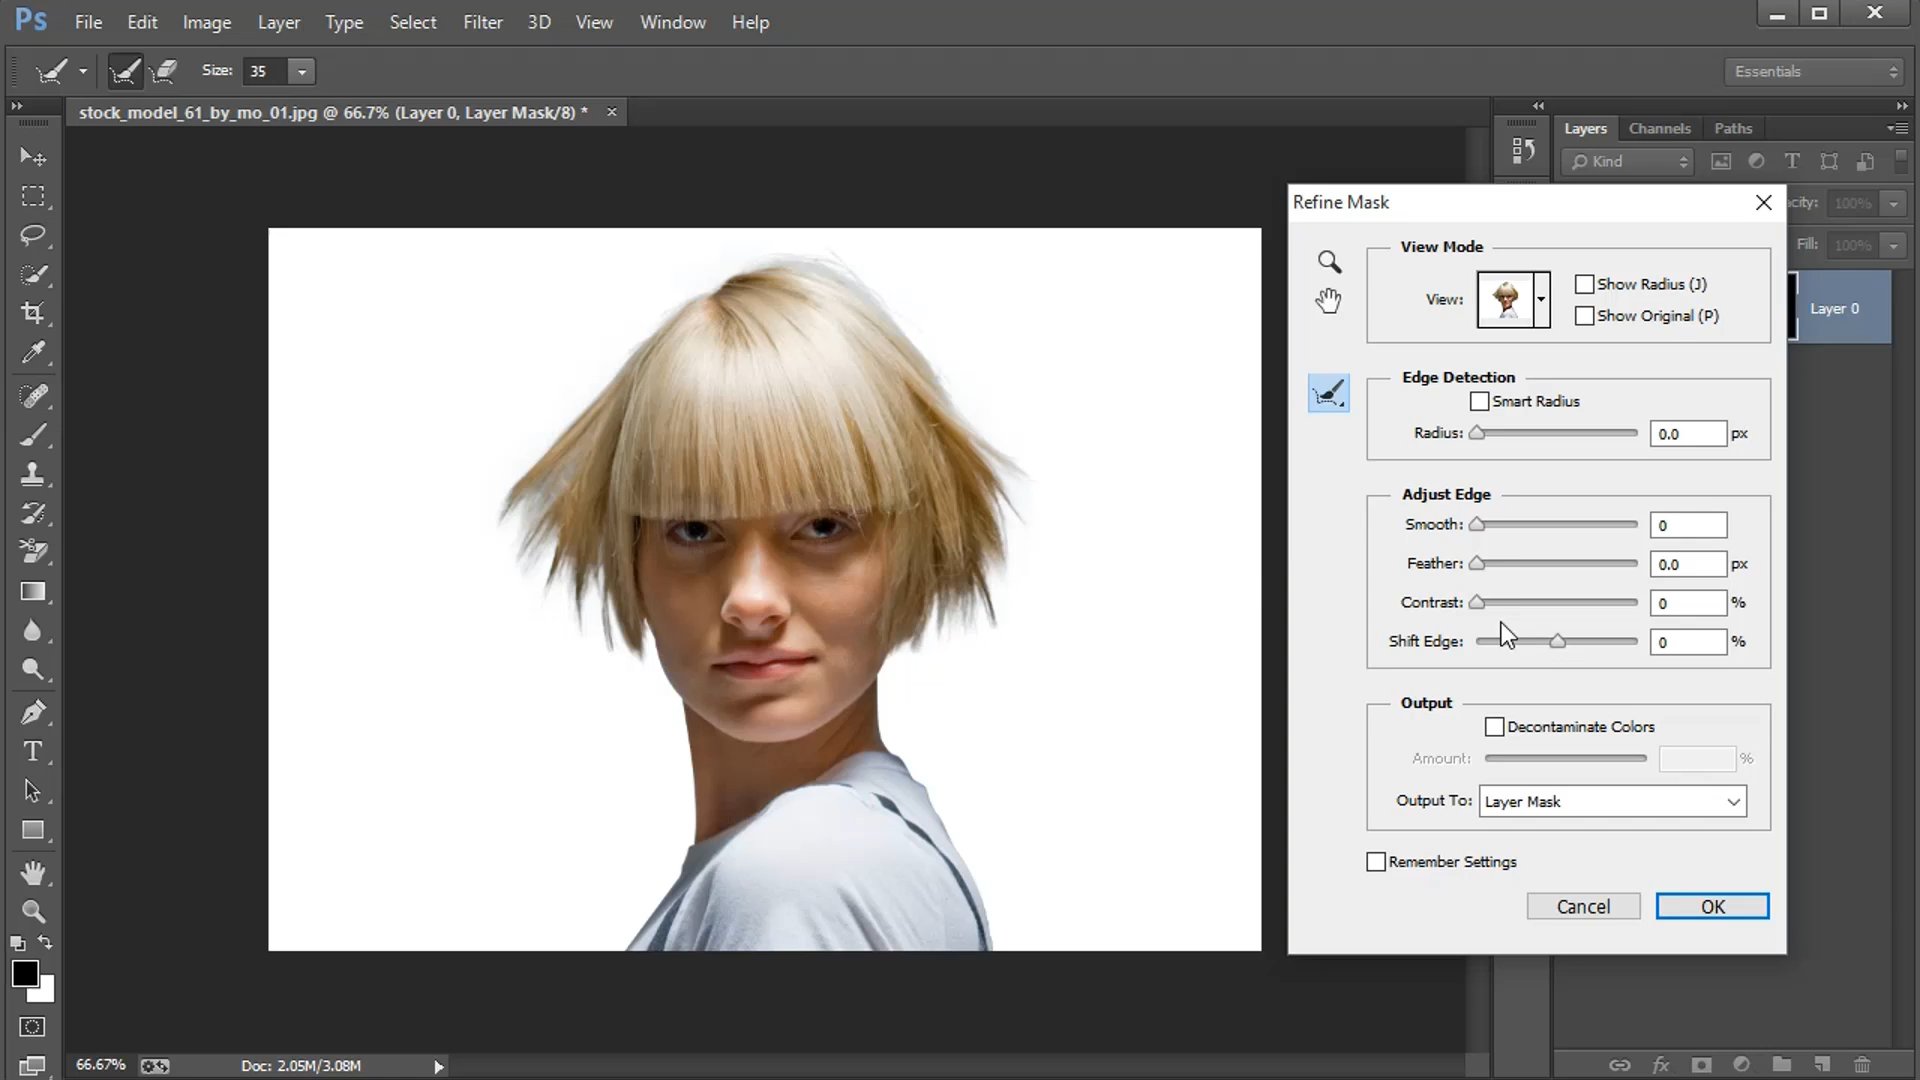 Ps File Edit Image Layer Type Select Filter 3D View Window Help
Size: 35 Essentials
stock_model_61_by_mo_01.jpg @ 66.7% (Layer 0, Layer Mask/8) * ×
Layers Channels Paths
Kind
Refine Mask
city: 100%
View Mode
Fill: 100%
View:
Show Radius (J)
Show Original (P)
Layer 0
Edge Detection
Smart Radius
Radius: 0.0 px
Adjust Edge
Smooth: 0
Feather: 0.0 px
Contrast: 0 %
Shift Edge: 0 %
Output
Decontaminate Colors
Amount: %
Output To: Layer Mask
Remember Settings
Cancel OK
66.67% Doc: 2.05M/3.08M
fx